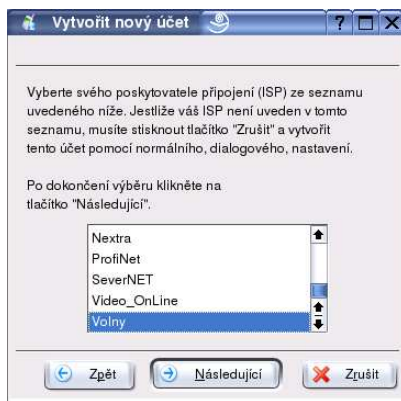 Vytvořit nový účet
Vyberte svého poskytovatele připojení (ISP) ze seznamu
uvedeného níže. Jestliže váš ISP není uveden v tomto
seznamu, musíte stisknout tlačítko "Zrušit" a vytvořit
tento účet pomocí normálního, dialogového, nastavení.
Po dokončení výběru klikněte na
tlačítko "Následující".
Nextra
ProfiNet
SeverNET
Video_OnLine
Volny
Zpět Následující Zrušit